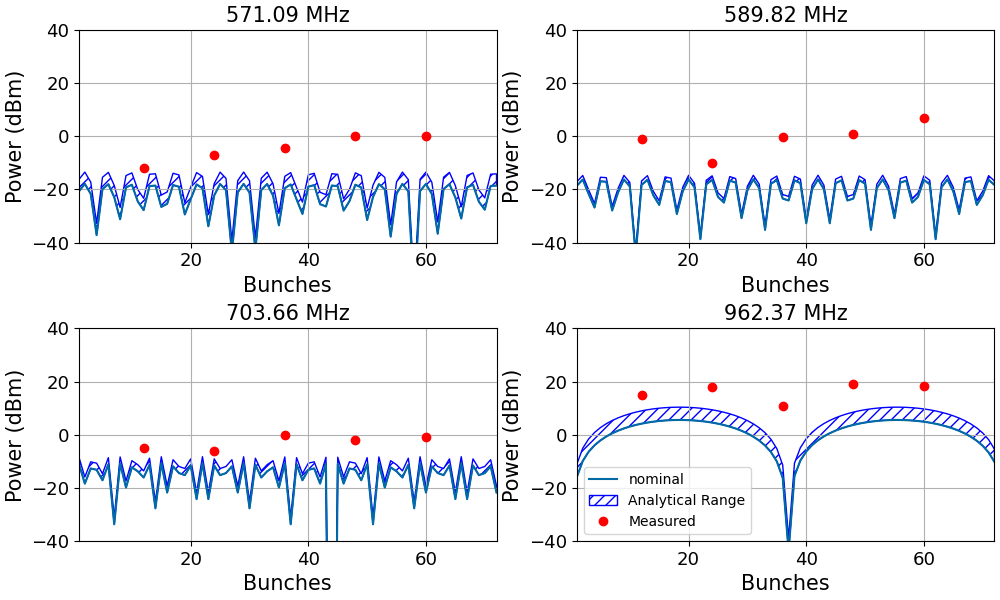 571.09 MHz
589.82 MHz
40
20
0
−20
−40
Power (dBm)
20
40
60
Bunches
40
20
0
−20
−40
Power (dBm)
20
40
60
Bunches
703.66 MHz
962.37 MHz
40
20
0
−20
−40
Power (dBm)
20
40
60
Bunches
40
20
0
−20
−40
Power (dBm)
20
40
60
Bunches
nominal
Analytical Range
Measured